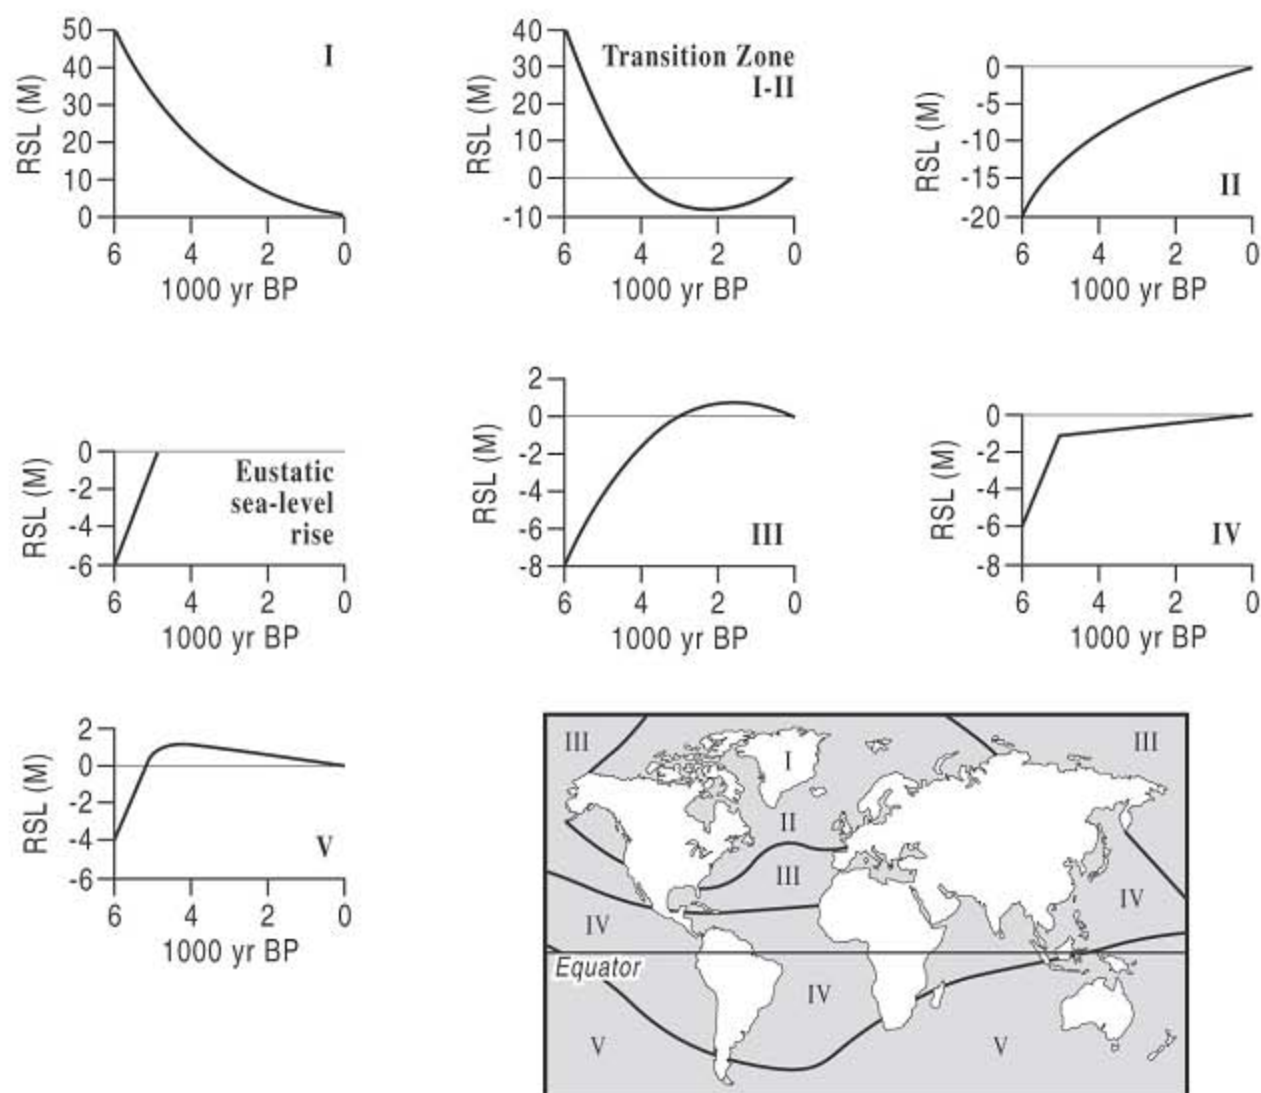 50
40
30
20
10
0
RSL (M)
I
6 4 2 0
1000 yr BP
40
30
20
10
0
-10
RSL (M)
Transition Zone
I-II
6 4 2 0
1000 yr BP
0
-5
-10
-15
-20
RSL (M)
II
6 4 2 0
1000 yr BP
0
-2
-4
-6
RSL (M)
Eustatic
sea-level
rise
6 4 2 0
1000 yr BP
2
0
-2
-4
-6
-8
RSL (M)
III
6 4 2 0
1000 yr BP
0
-2
-4
-6
-8
RSL (M)
IV
6 4 2 0
1000 yr BP
2
0
-2
-4
-6
RSL (M)
V
6 4 2 0
1000 yr BP
III
I
III
II
III
IV
IV
Equator
IV
V
V